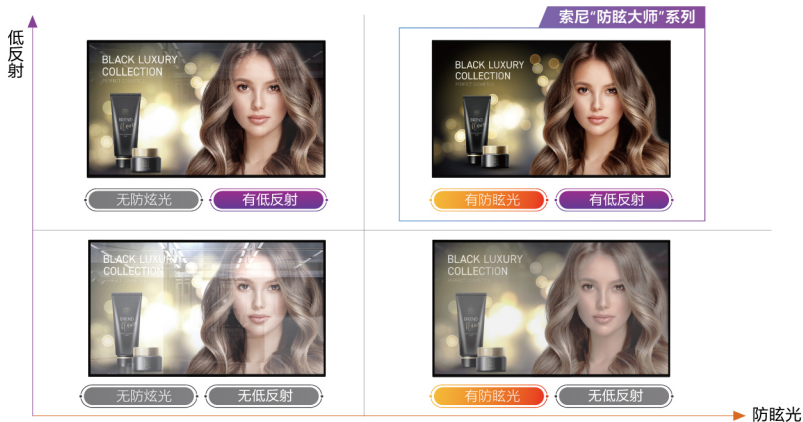 索尼“防眩大师”系列
低反射
BLACK LUXURY
COLLECTION
PERFECT COSMETICS
BLACK LUXURY
COLLECTION
无防炫光
有低反射
有防眩光
有低反射
BLACK LUXURY
COLLECTION
BLACK LUXURY
COLLECTION
无防炫光
无低反射
有防眩光
无低反射
防眩光